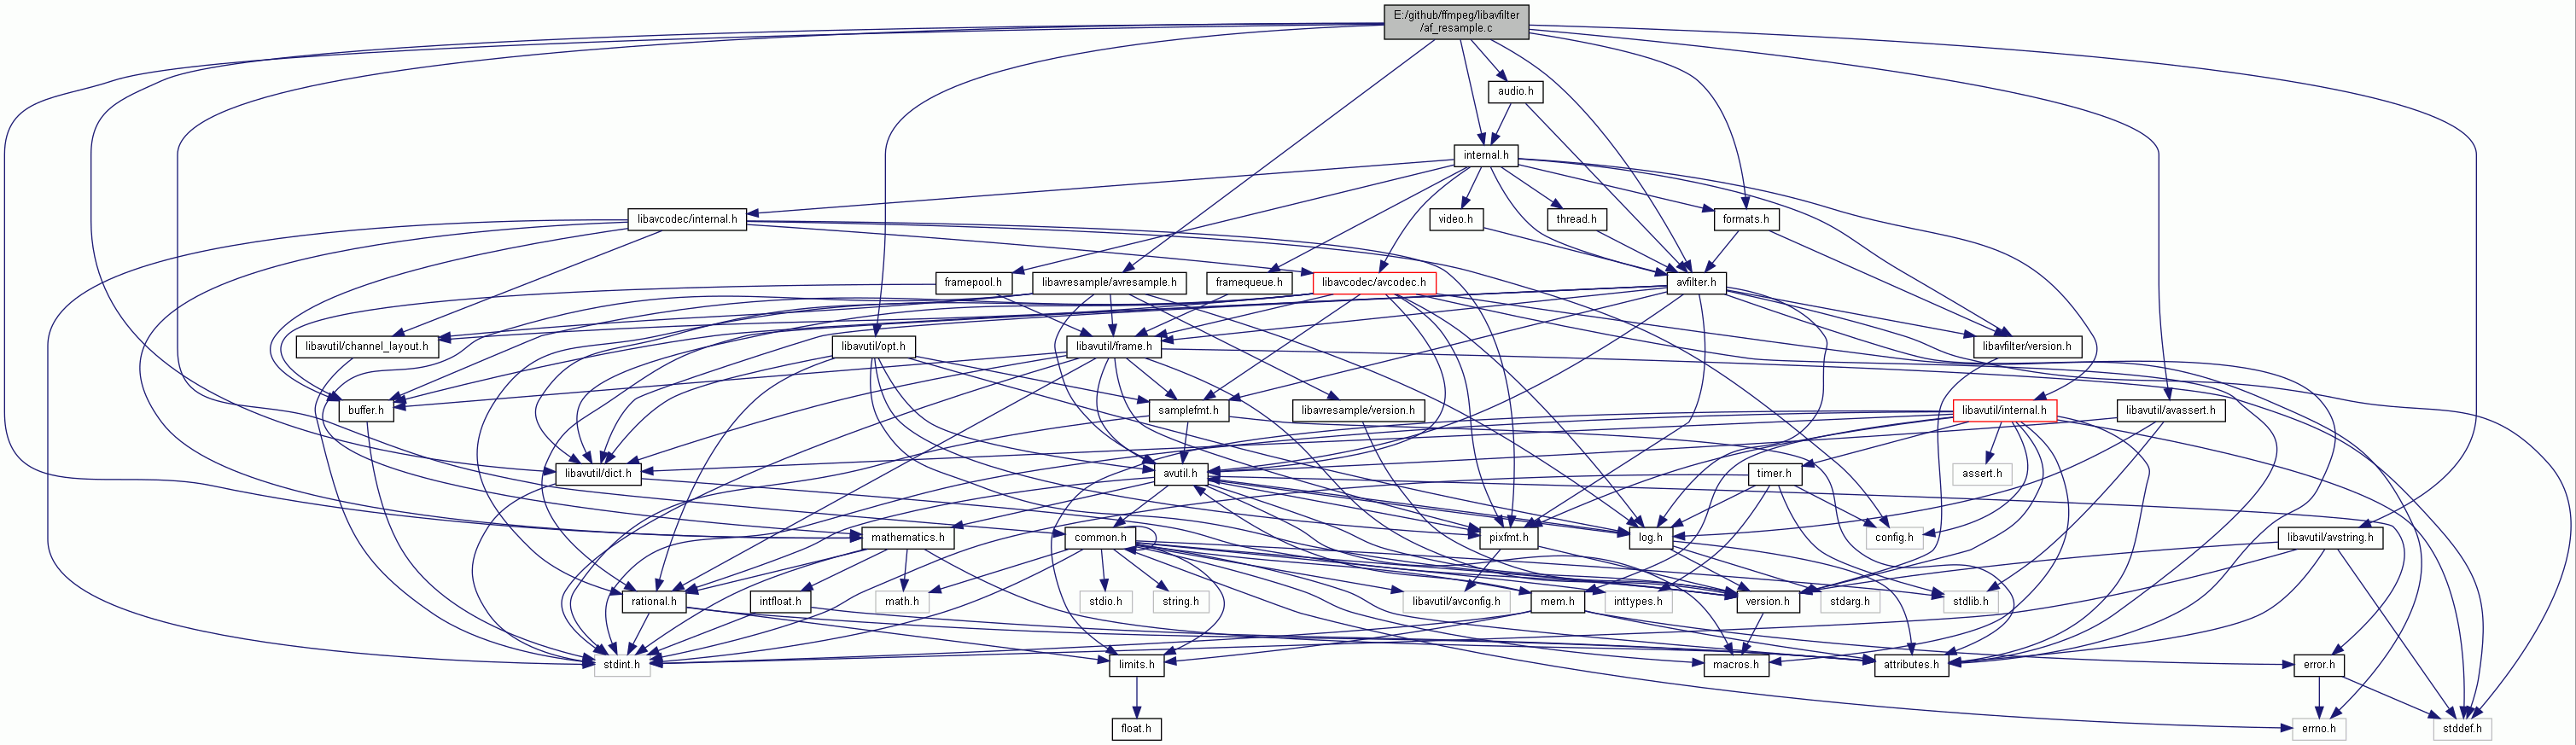 E:/github/ffmpeg/libavfilter
/af_resample.c
audio.h
internal.h
libavcodec/internal.h
video.h
thread.h
formats.h
framepool.h
libavresample/avresample.h
framequeue.h
libavcodec/avcodec.h
avfilter.h
libavutil/channel_layout.h
libavutil/opt.h
libavutil/frame.h
libavfilter/version.h
buffer.h
samplefmt.h
libavresample/version.h
libavutil/internal.h
libavutil/avassert.h
libavutil/dict.h
avutil.h
timer.h
assert.h
mathematics.h
common.h
pixfmt.h
log.h
config.h
libavutil/avstring.h
rational.h
intfloat.h
math.h
stdio.h
string.h
libavutil/avconfig.h
mem.h
inttypes.h
version.h
stdarg.h
stdlib.h
stdint.h
limits.h
macros.h
attributes.h
error.h
float.h
errno.h
stddef.h